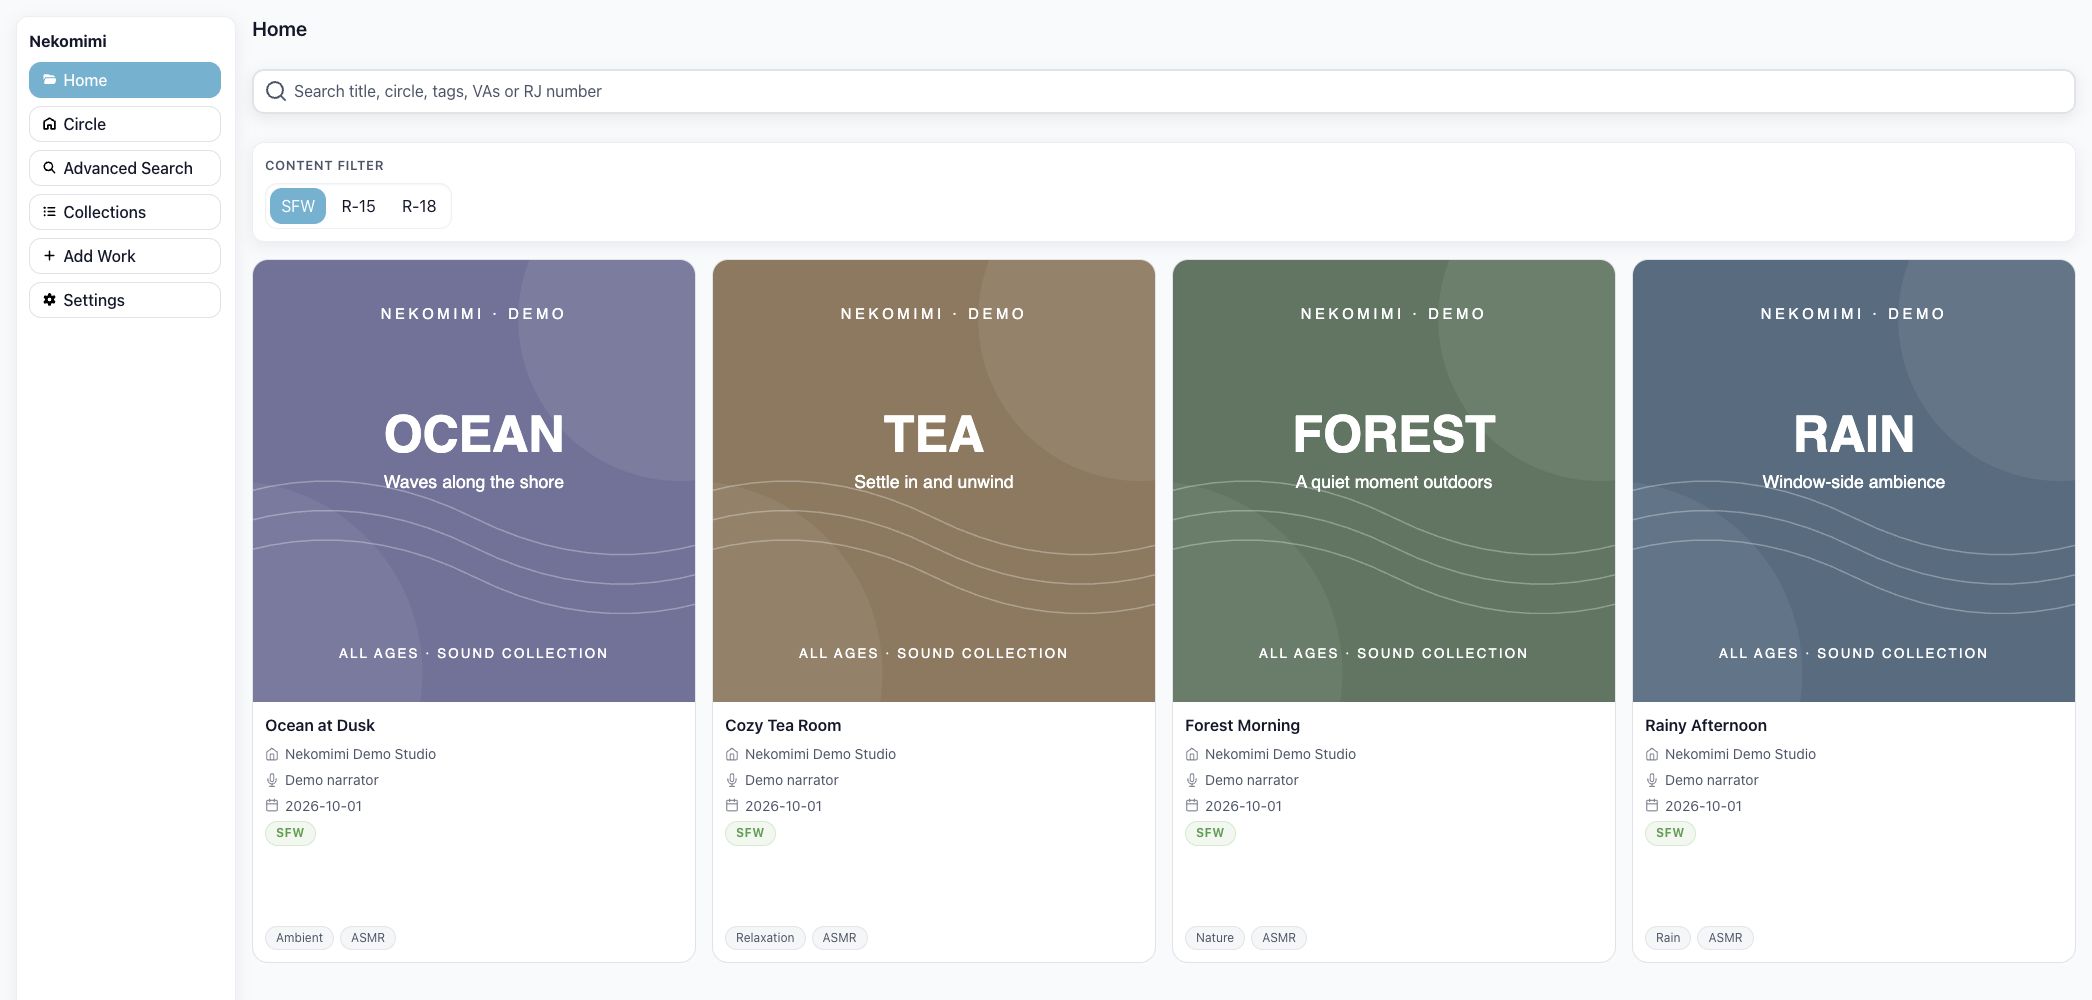 Nekomimi
Home
Circle
Advanced Search
Collections
Add Work
Settings
Home
Search title, circle, tags, VAs or RJ number
CONTENT FILTER
SFW
R-15
R-18
NEKOMIMI · DEMO
OCEAN
Waves along the shore
ALL AGES · SOUND COLLECTION
Ocean at Dusk
Nekomimi Demo Studio
Demo narrator
2026-10-01
SFW
Ambient
ASMR
NEKOMIMI · DEMO
TEA
Settle in and unwind
ALL AGES · SOUND COLLECTION
Cozy Tea Room
Nekomimi Demo Studio
Demo narrator
2026-10-01
SFW
Relaxation
ASMR
NEKOMIMI · DEMO
FOREST
A quiet moment outdoors
ALL AGES · SOUND COLLECTION
Forest Morning
Nekomimi Demo Studio
Demo narrator
2026-10-01
SFW
Nature
ASMR
NEKOMIMI · DEMO
RAIN
Window-side ambience
ALL AGES · SOUND COLLECTION
Rainy Afternoon
Nekomimi Demo Studio
Demo narrator
2026-10-01
SFW
Rain
ASMR